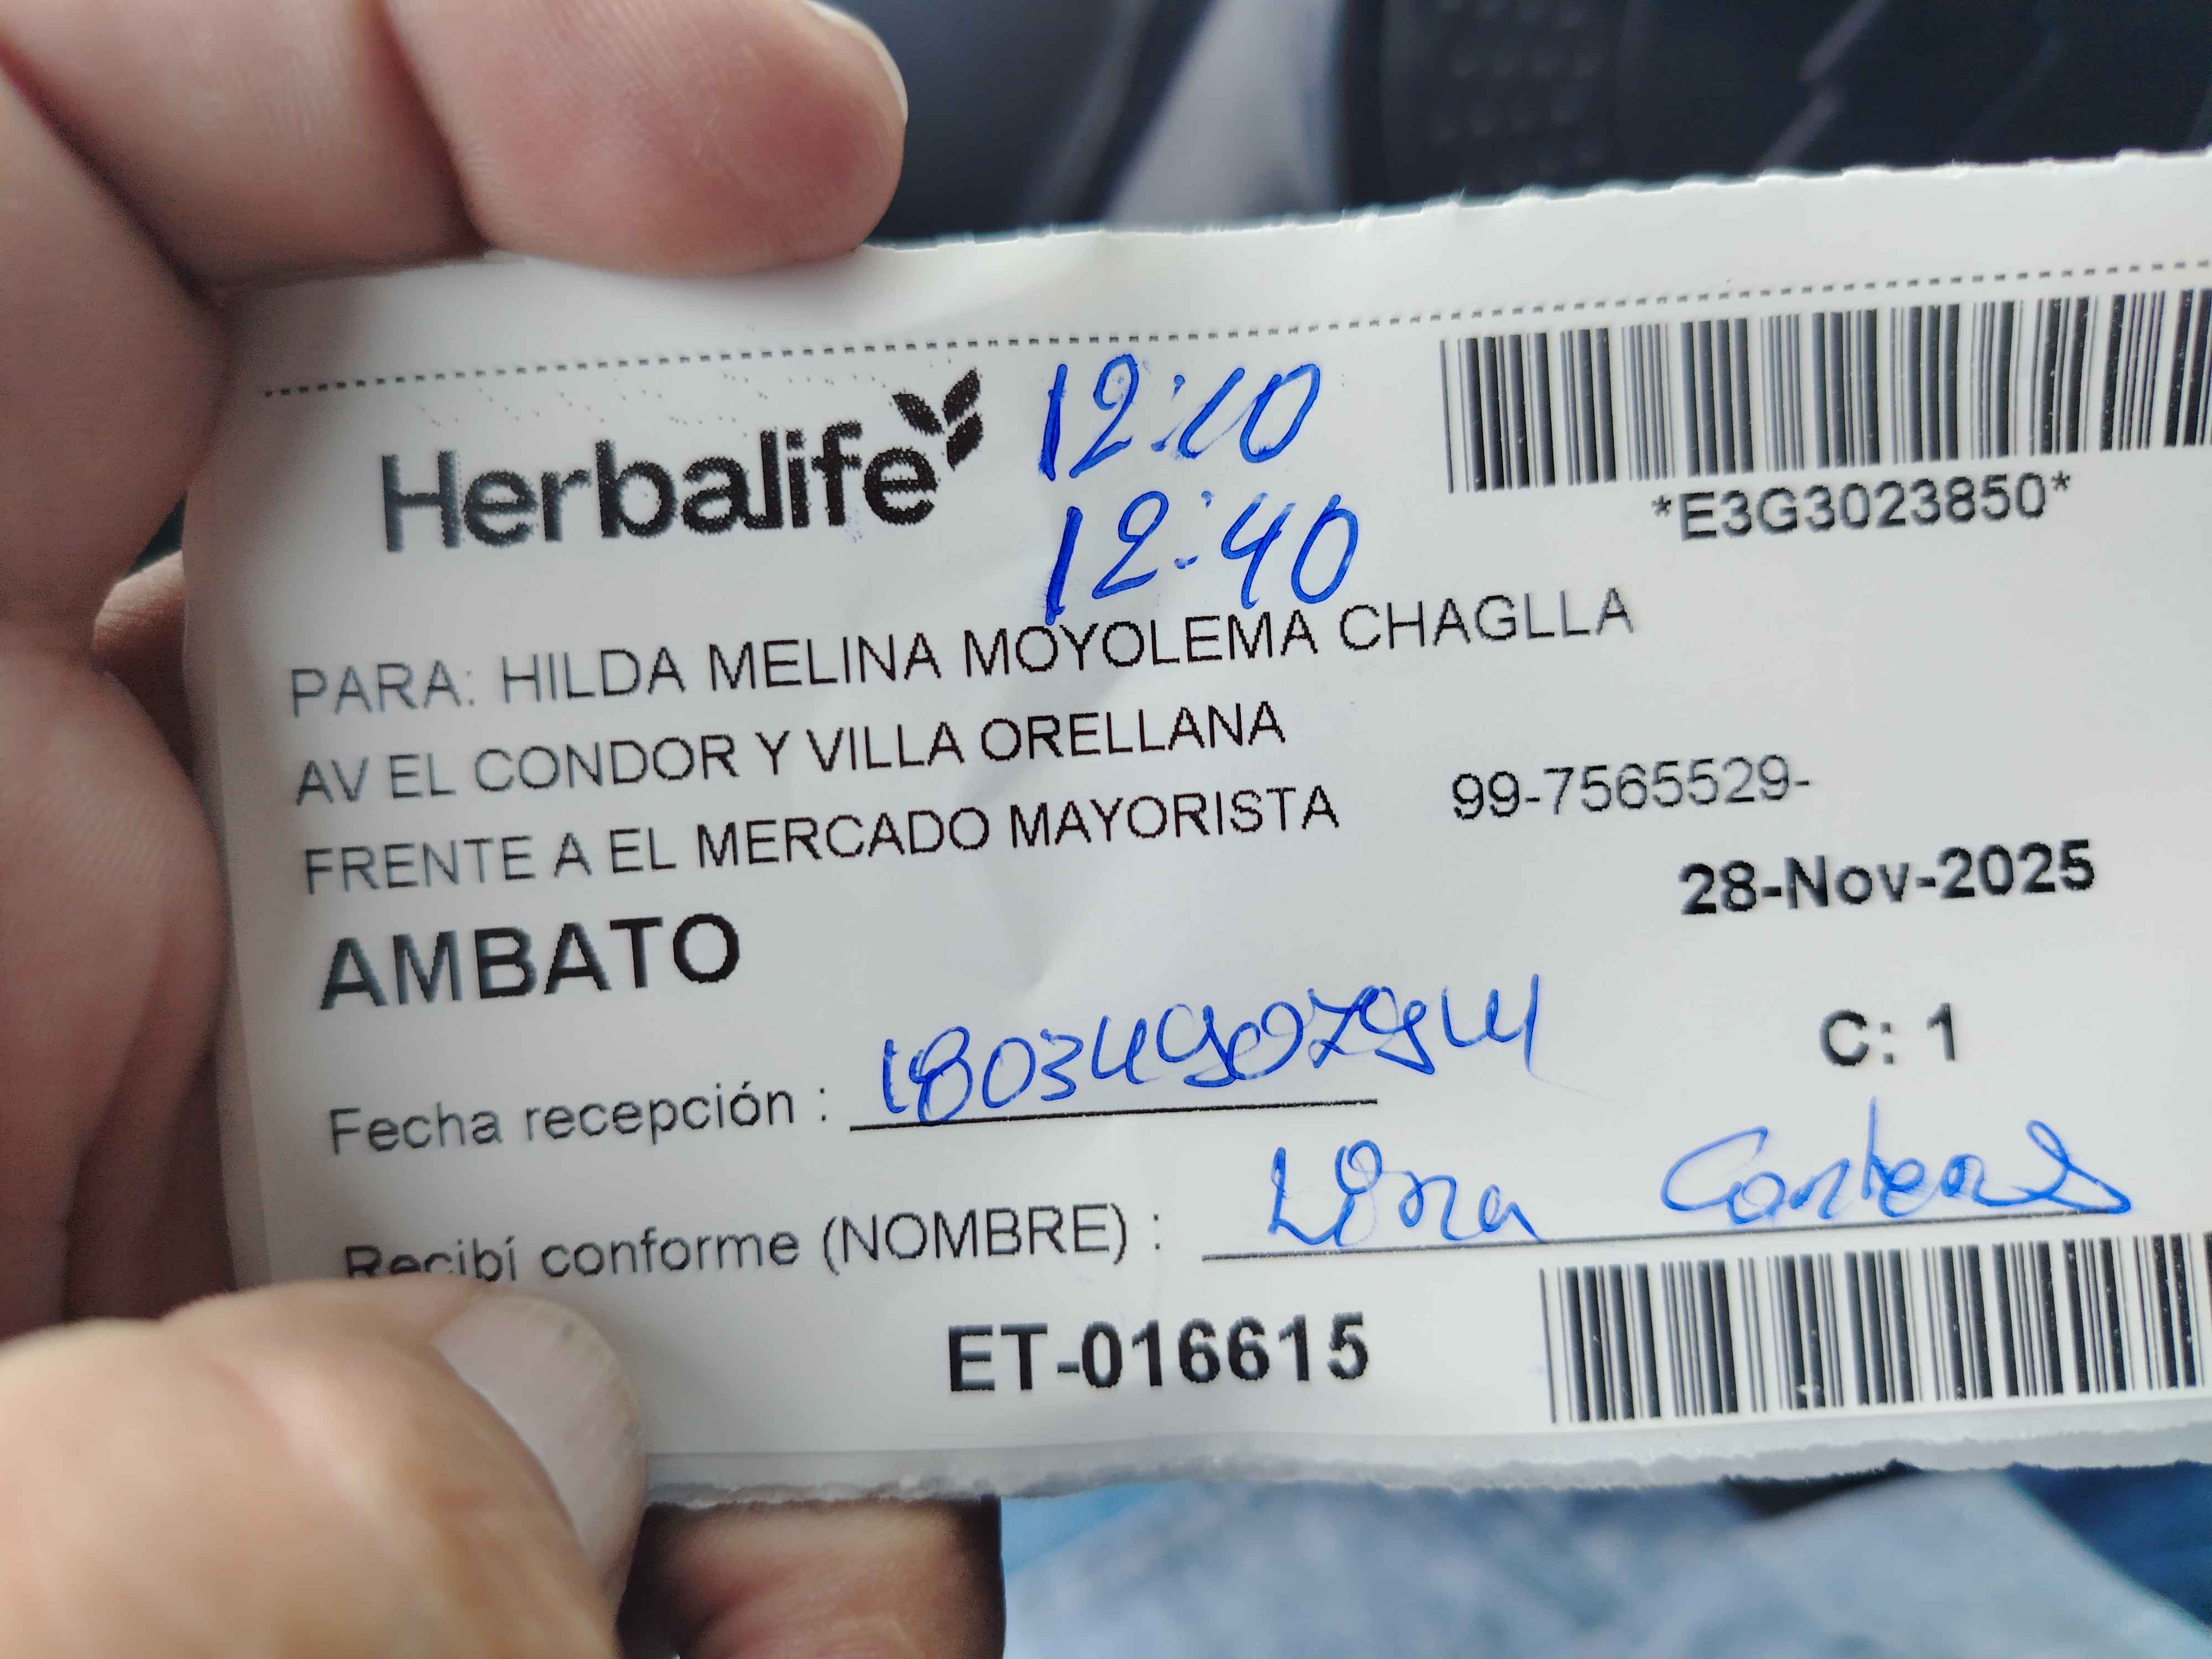 Herbalife
12:10
12:40
*E3G3023850*
PARA: HILDA MELINA MOYOLEMA CHAGLLA
AV EL CONDOR Y VILLA ORELLANA
FRENTE A EL MERCADO MAYORISTA 99-7565529-
28-Nov-2025
AMBATO
C: 1
Fecha recepción :
Recibí conforme (NOMBRE) :
ET-016615